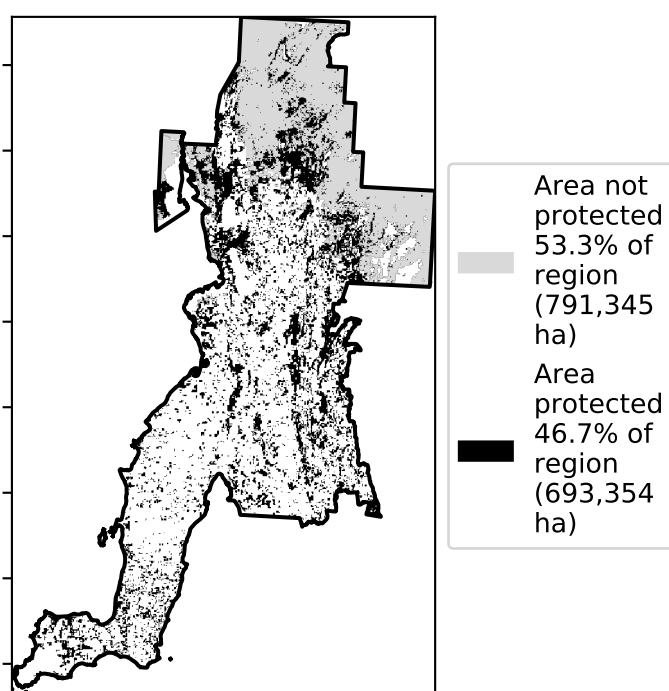 Area not
protected
53.3% of
region
(791,345
ha)
Area
protected
46.7% of
region
(693,354
ha)